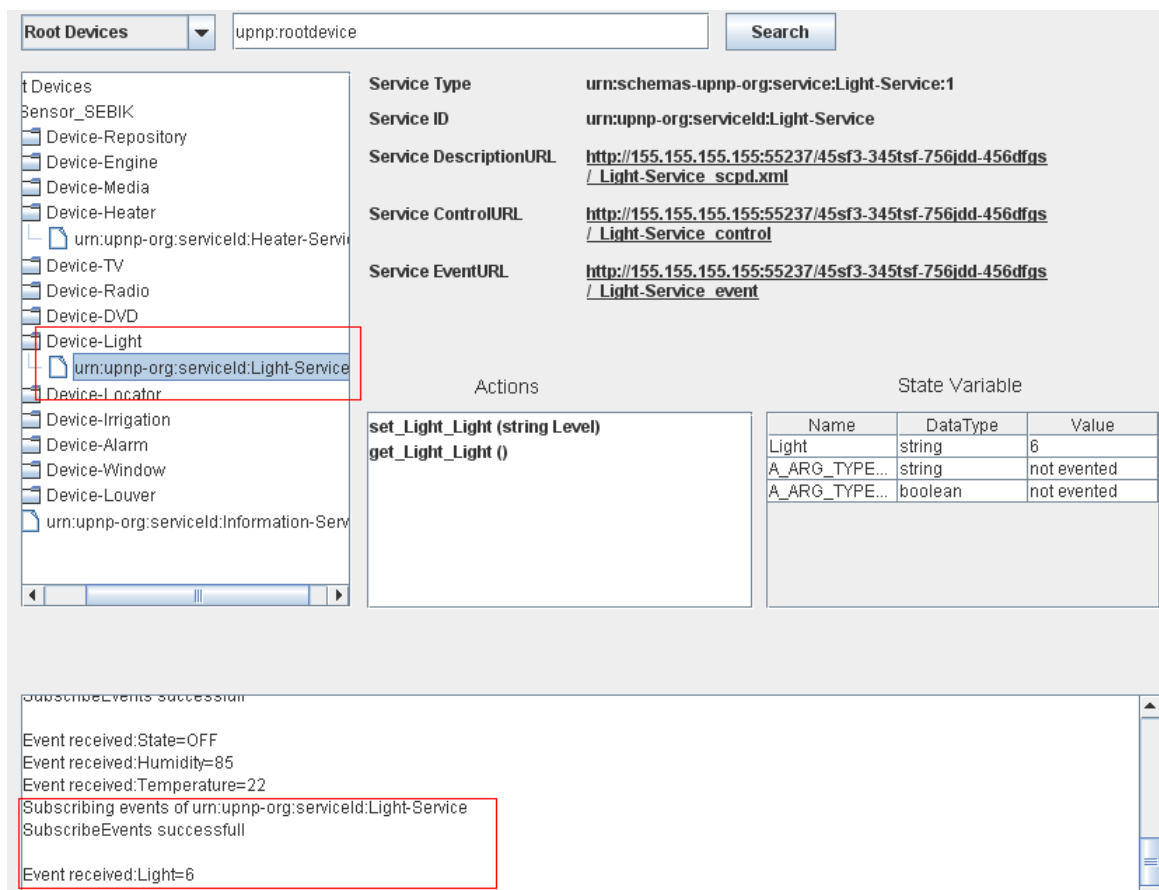 Root Devices
upnp:rootdevice
Search
t Devices
Sensor_SEBIK
Device-Repository
Device-Engine
Device-Media
Device-Heater
urn:upnp-org:serviceId:Heater-Servi
Device-TV
Device-Radio
Device-DVD
Device-Light
urn:upnp-org:serviceId:Light-Service
Device-Locator
Device-Irrigation
Device-Alarm
Device-Window
Device-Louver
urn:upnp-org:serviceId:Information-Serv
Service Type urn:schemas-upnp-org:service:Light-Service:1
Service ID urn:upnp-org:serviceId:Light-Service
Service DescriptionURL http://155.155.155.155:55237/45sf3-345tsf-756jdd-456dfgs
/_Light-Service_scpd.xml
Service ControlURL http://155.155.155.155:55237/45sf3-345tsf-756jdd-456dfgs
/_Light-Service_control
Service EventURL http://155.155.155.155:55237/45sf3-345tsf-756jdd-456dfgs
/_Light-Service_event
Actions
set_Light_Light (string Level)
get_Light_Light ()
State Variable
Name DataType Value
Light string 6
A_ARG_TYPE... string not evented
A_ARG_TYPE... boolean not evented
SubscribeEvents successfull
Event received:State=OFF
Event received:Humidity=85
Event received:Temperature=22
Subscribing events of urn:upnp-org:serviceId:Light-Service
SubscribeEvents successfull
Event received:Light=6